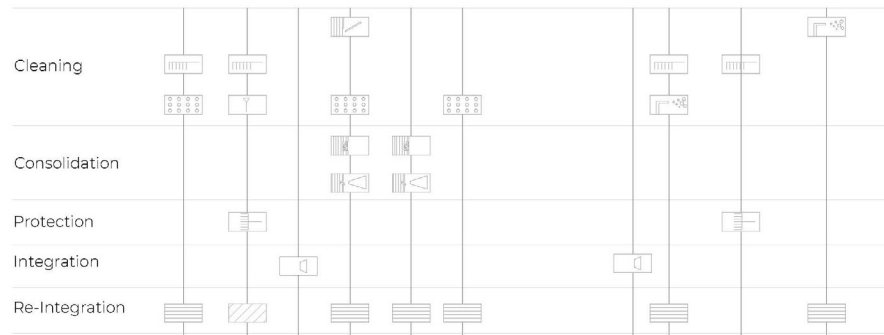 Cleaning
Consolidation
Protection
Integration
Re-Integration